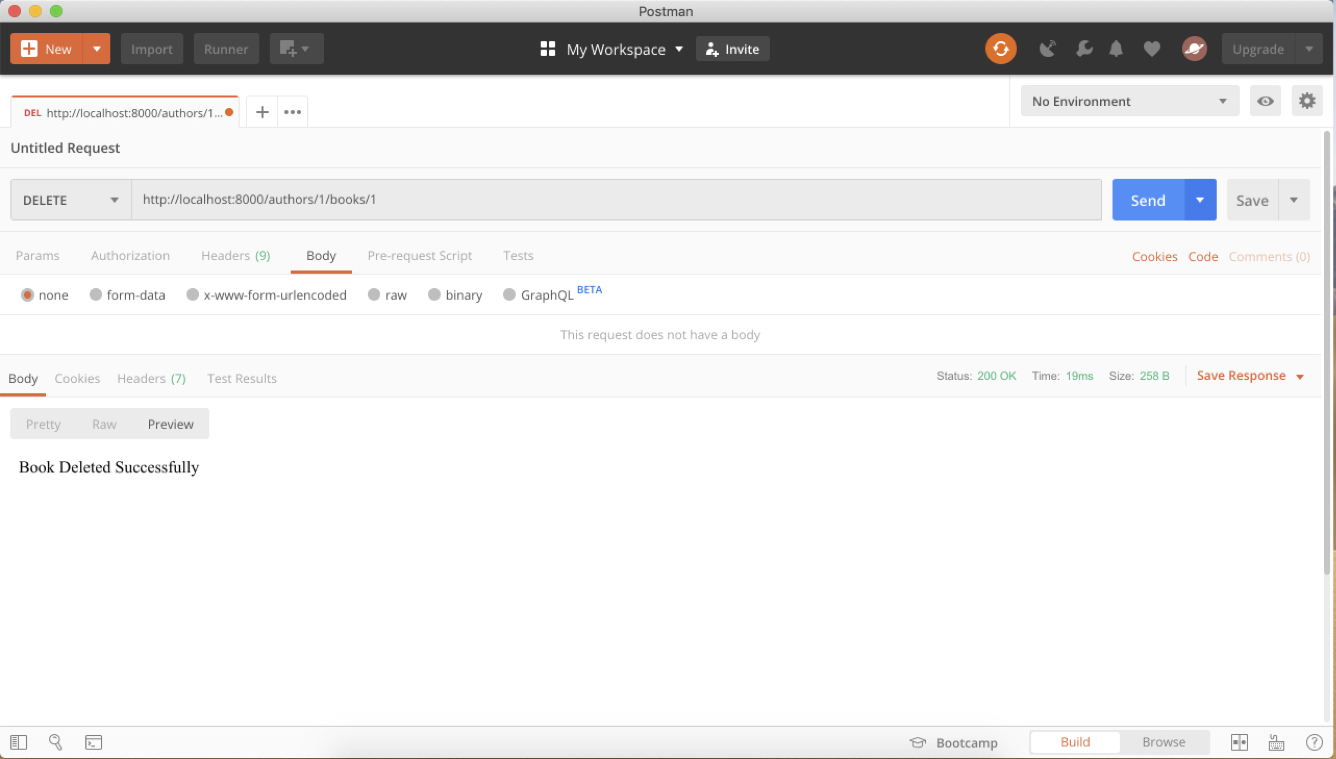 Postman
New Import Runner My Workspace Invite Upgrade
DEL http://localhost:8000/authors/1... No Environment
Untitled Request
DELETE http://localhost:8000/authors/1/books/1 Send Save
Params Authorization Headers (9) Body Pre-request Script Tests Cookies Code Comments (0)
none form-data x-www-form-urlencoded raw binary GraphQL BETA
This request does not have a body
Body Cookies Headers (7) Test Results Status: 200 OK Time: 19ms Size: 258 B Save Response
Pretty Raw Preview
Book Deleted Successfully
Bootcamp Build Browse